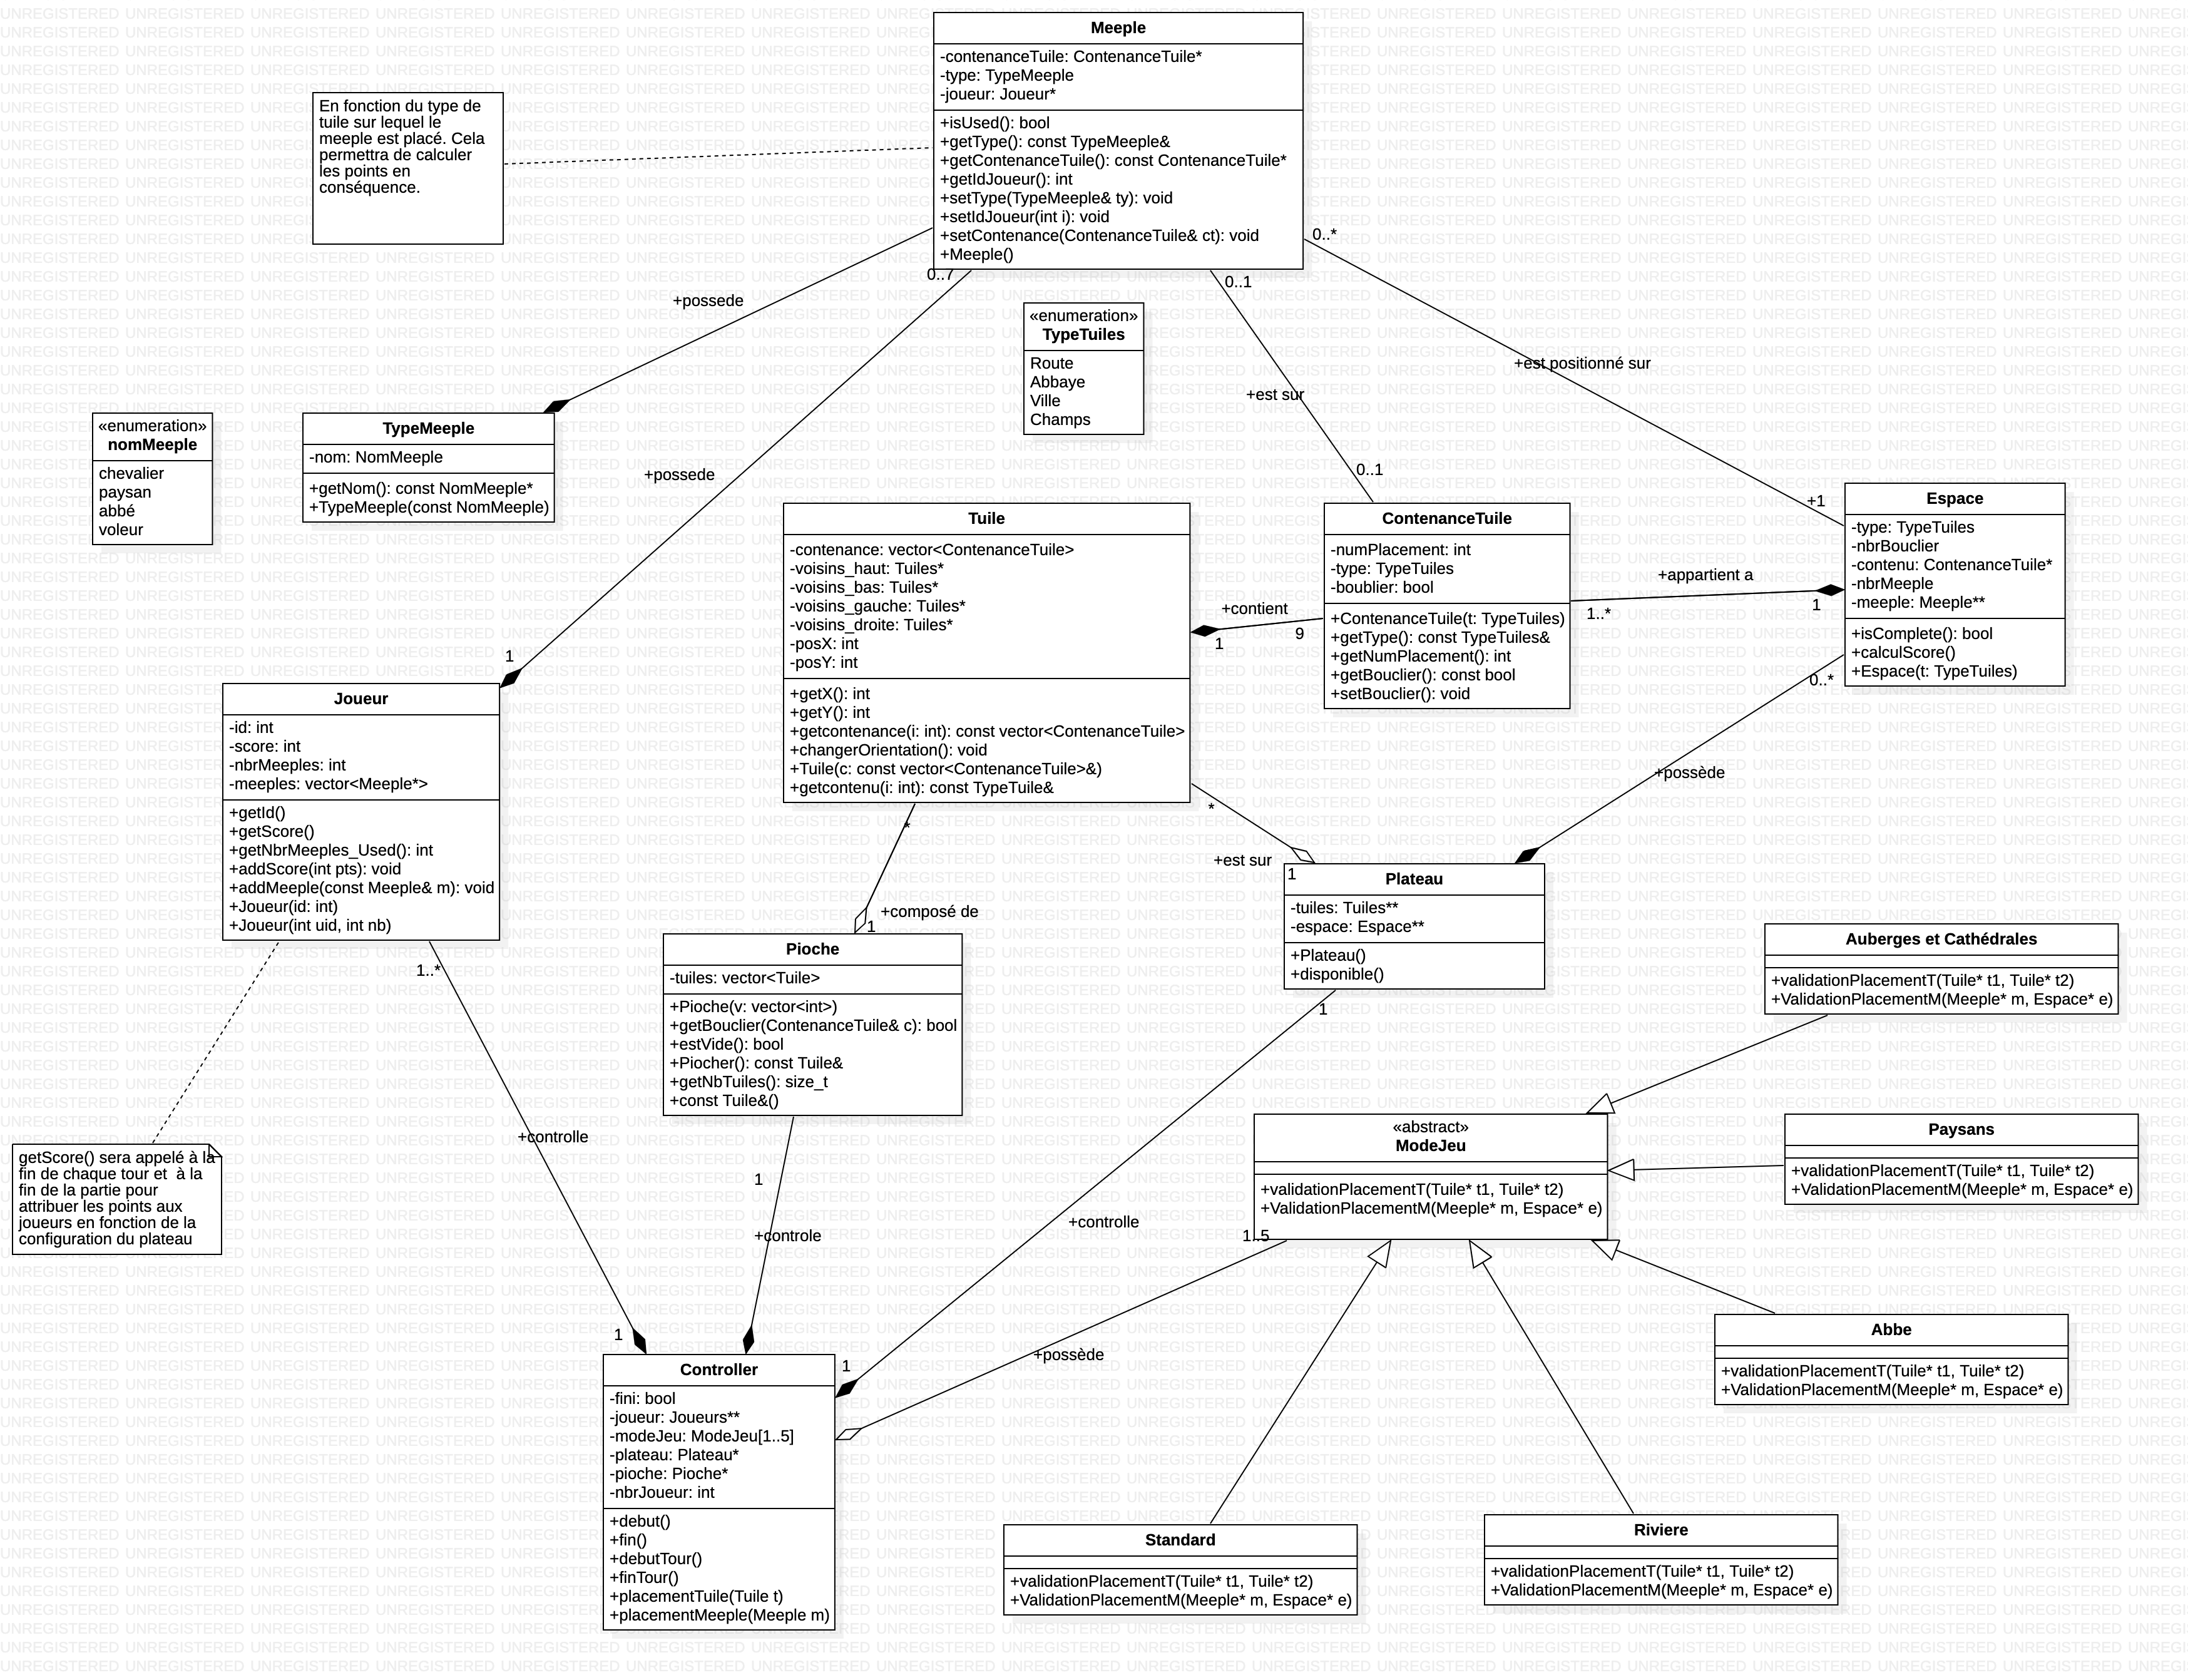 Meeple
-contenanceTuile: ContenanceTuile*
-type: TypeMeeple
-joueur: Joueur*
+isUsed(): bool
+getType(): const TypeMeeple&
+getContenanceTuile(): const ContenanceTuile*
+getIdJoueur(): int
+setType(TypeMeeple& ty): void
+setIdJoueur(int i): void
+setContenance(ContenanceTuile& ct): void
+Meeple()
En fonction du type de
tuile sur lequel le
meeple est placé. Cela
permettra de calculer
les points en
conséquence.
0..7
0..1
0..*
+possede
+possede
«enumeration»
TypeTuiles
Route
Abbaye
Ville
Champs
+est sur
0..1
+est positionné sur
+1
«enumeration»
nomMeeple
chevalier
paysan
abbé
voleur
TypeMeeple
-nom: NomMeeple
+getNom(): const NomMeeple*
+TypeMeeple(const NomMeeple)
Tuile
-contenance: vector<ContenanceTuile>
-voisins_haut: Tuiles*
-voisins_bas: Tuiles*
-voisins_gauche: Tuiles*
-voisins_droite: Tuiles*
-posX: int
-posY: int
+getX(): int
+getY(): int
+getcontenance(i: int): const vector<ContenanceTuile>
+changerOrientation(): void
+Tuile(c: const vector<ContenanceTuile>&)
+getcontenu(i: int): const TypeTuile&
+contient
1
9
ContenanceTuile
-numPlacement: int
-type: TypeTuiles
-boublier: bool
+ContenanceTuile(t: TypeTuiles)
+getType(): const TypeTuiles&
+getNumPlacement(): int
+getBouclier(): const bool
+setBouclier(): void
+appartient a
1..*
1
Espace
-type: TypeTuiles
-nbrBouclier
-contenu: ContenanceTuile*
-nbrMeeple
-meeple: Meeple**
+isComplete(): bool
+calculScore()
+Espace(t: TypeTuiles)
0..*
+possède
1
Joueur
-id: int
-score: int
-nbrMeeples: int
-meeples: vector<Meeple*>
+getId()
+getScore()
+getNbrMeeples_Used(): int
+addScore(int pts): void
+addMeeple(const Meeple& m): void
+Joueur(id: int)
+Joueur(int uid, int nb)
*
+composé de
1
*
+est sur
1
Plateau
-tuiles: Tuiles**
-espace: Espace**
+Plateau()
+disponible()
Pioche
-tuiles: vector<Tuile>
+Pioche(v: vector<int>)
+getBouclier(ContenanceTuile& c): bool
+estVide(): bool
+Piocher(): const Tuile&
+getNbTuiles(): size_t
+const Tuile&()
Auberges et Cathédrales
+validationPlacementT(Tuile* t1, Tuile* t2)
+ValidationPlacementM(Meeple* m, Espace* e)
1..*
+controlle
1
getScore() sera appelé à la
fin de chaque tour et  à la
fin de la partie pour
attribuer les points aux
joueurs en fonction de la
configuration du plateau
1
+controle
1
+controlle
1
«abstract»
ModeJeu
+validationPlacementT(Tuile* t1, Tuile* t2)
+ValidationPlacementM(Meeple* m, Espace* e)
1..5
+possède
Paysans
+validationPlacementT(Tuile* t1, Tuile* t2)
+ValidationPlacementM(Meeple* m, Espace* e)
Abbe
+validationPlacementT(Tuile* t1, Tuile* t2)
+ValidationPlacementM(Meeple* m, Espace* e)
Controller
-fini: bool
-joueur: Joueurs**
-modeJeu: ModeJeu[1..5]
-plateau: Plateau*
-pioche: Pioche*
-nbrJoueur: int
+debut()
+fin()
+debutTour()
+finTour()
+placementTuile(Tuile t)
+placementMeeple(Meeple m)
Standard
+validationPlacementT(Tuile* t1, Tuile* t2)
+ValidationPlacementM(Meeple* m, Espace* e)
Riviere
+validationPlacementT(Tuile* t1, Tuile* t2)
+ValidationPlacementM(Meeple* m, Espace* e)